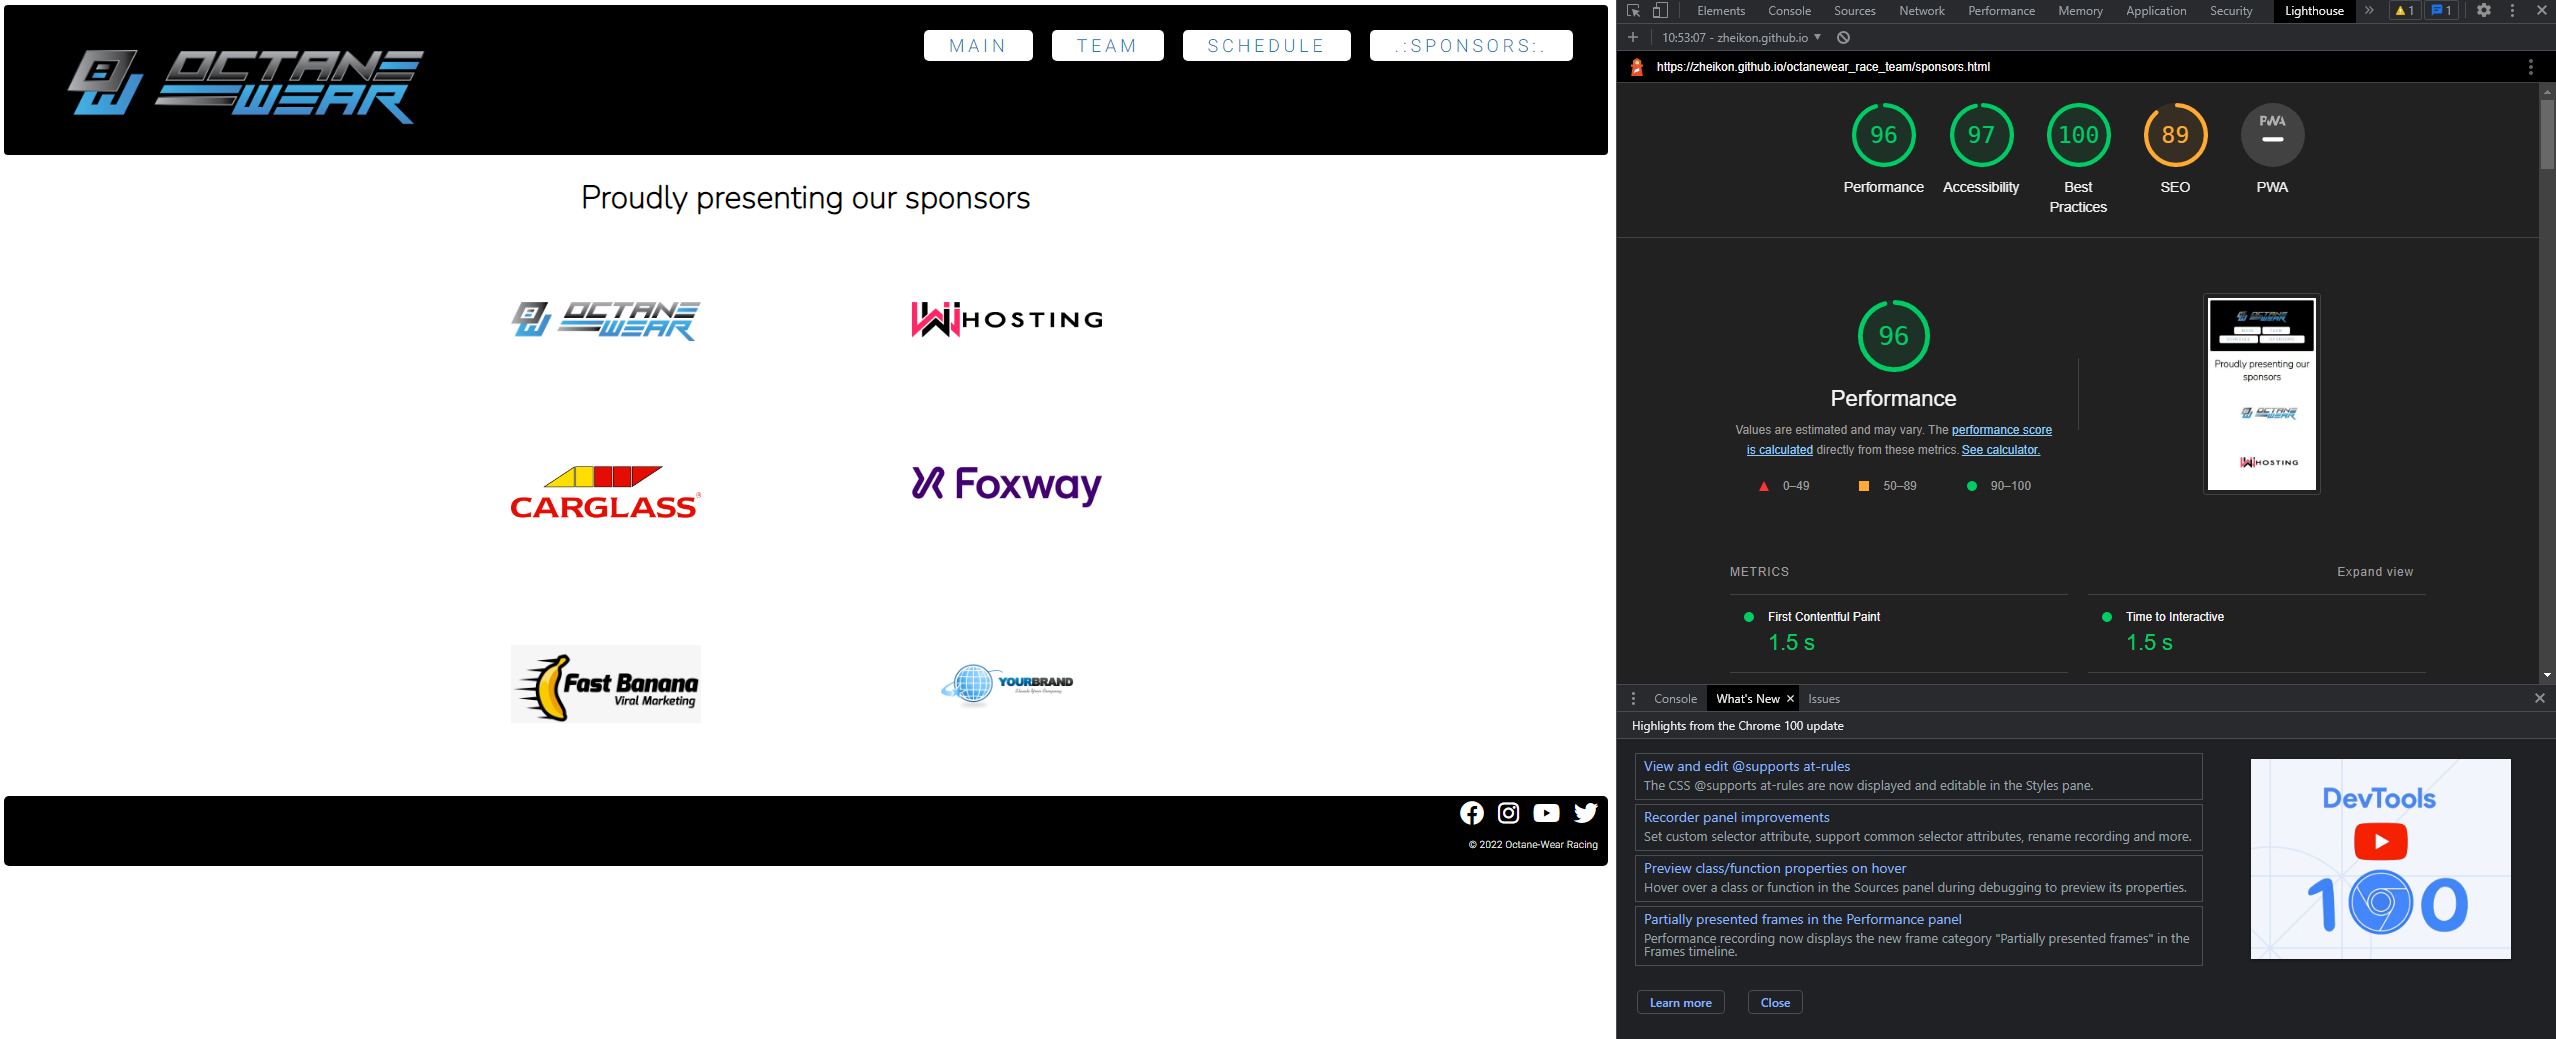 OCTANE
WEAR
MAIN
TEAM
SCHEDULE
.:SPONSORS:.
Proudly presenting our sponsors
OCTANE
WEAR
HOSTING
CARGLASS®
Foxway
Fast Banana
Viral Marketing
YOURBRAND
© 2022 Octane-Wear Racing
Elements Console Sources Network Performance Memory Application Security Lighthouse » 1 1
10:53:07 - zheikon.github.io
https://zheikon.github.io/octanewear_race_team/sponsors.html
96 97 100 89 PWA
Performance Accessibility Best Practices SEO PWA
96
Performance
Values are estimated and may vary. The performance score
is calculated directly from these metrics. See calculator.
0–49 50–89 90–100
OCTANE
WEAR
Proudly presenting our
sponsors
OCTANE
WEAR
HOSTING
METRICS
Expand view
First Contentful Paint
1.5 s
Time to Interactive
1.5 s
Console What's New Issues
Highlights from the Chrome 100 update
View and edit @supports at-rules
The CSS @supports at-rules are now displayed and editable in the Styles pane.
Recorder panel improvements
Set custom selector attribute, support common selector attributes, rename recording and more.
Preview class/function properties on hover
Hover over a class or function in the Sources panel during debugging to preview its properties.
Partially presented frames in the Performance panel
Performance recording now displays the new frame category "Partially presented frames" in the
Frames timeline.
DevTools
100
Learn more
Close